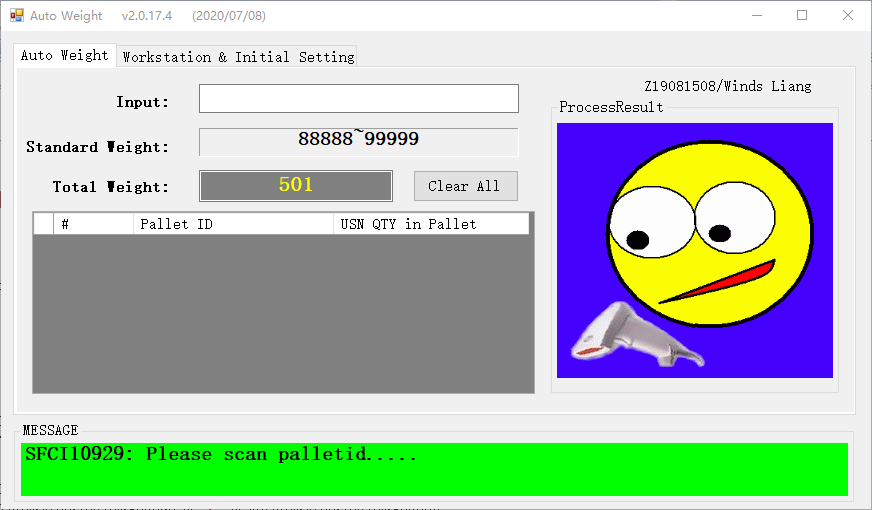 Auto Weight v2.0.17.4 (2020/07/08)
Auto Weight Workstation & Initial Setting
Z19081508/Winds Liang
Input:
ProcessResult
Standard Weight: 88888~99999
Total Weight: 501 Clear All
# Pallet ID USN QTY in Pallet
MESSAGE
SFCI10929: Please scan palletid.....